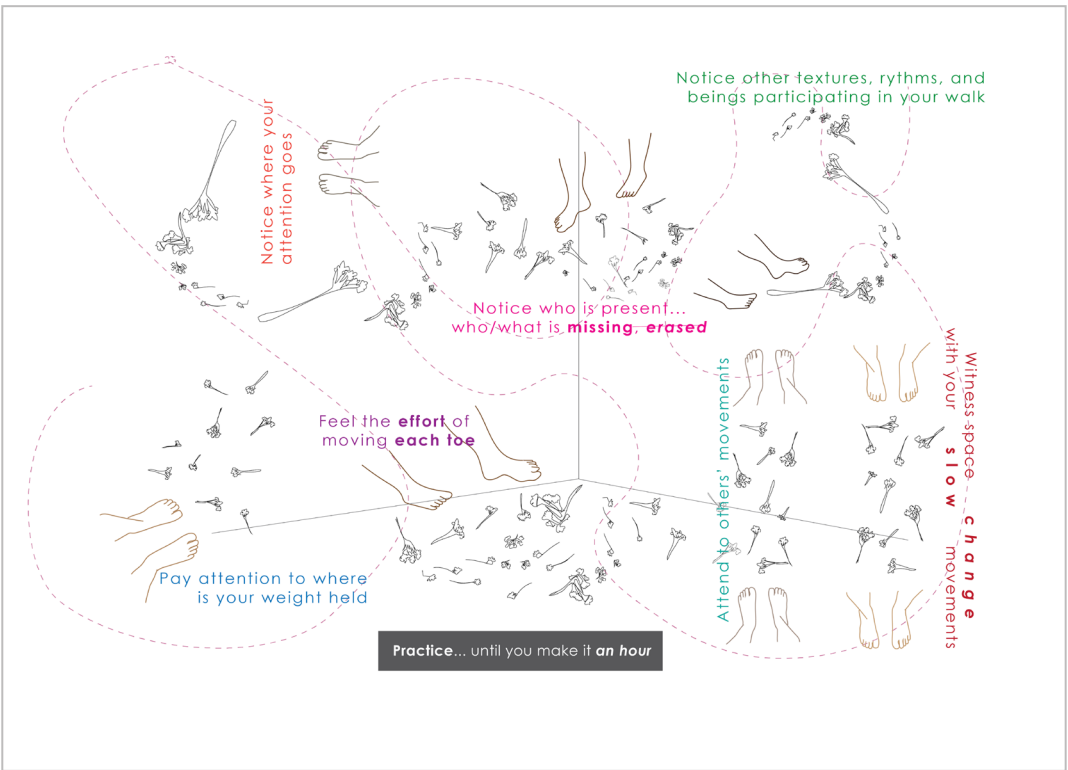 Notice other textures, rythms, and
beings participating in your walk
Notice where your
attention goes
Notice who is present...
who/what is missing, erased
Feel the effort of
moving each toe
Attend to others' movements
Witness space change
with your slow movements
Pay attention to where
is your weight held
Practice... until you make it an hour